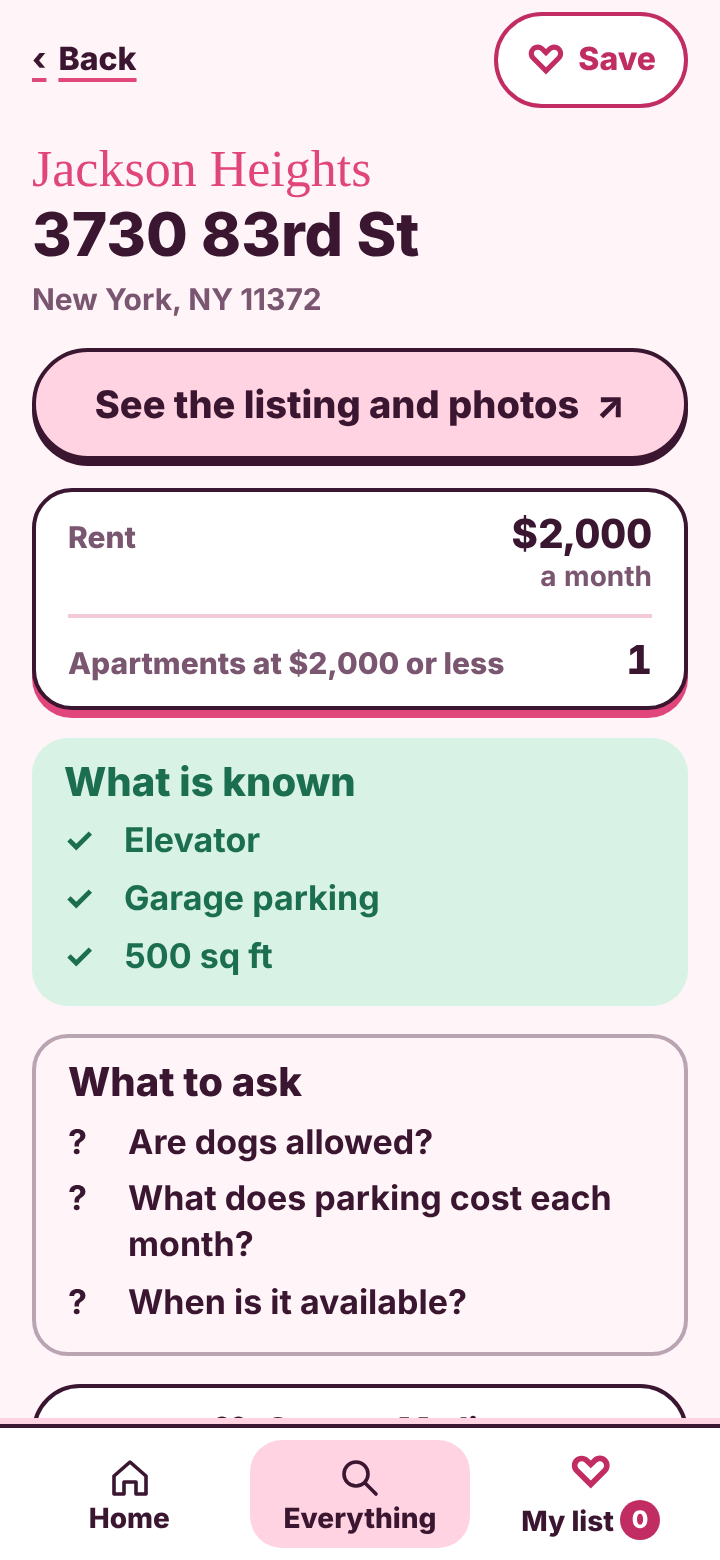 ‹ Back
Save
Jackson Heights
3730 83rd St
New York, NY 11372
See the listing and photos ↗
Rent
$2,000
a month
Apartments at $2,000 or less
1
What is known
✓ Elevator
✓ Garage parking
✓ 500 sq ft
What to ask
? Are dogs allowed?
? What does parking cost each
month?
? When is it available?
Home
Everything
My list 0